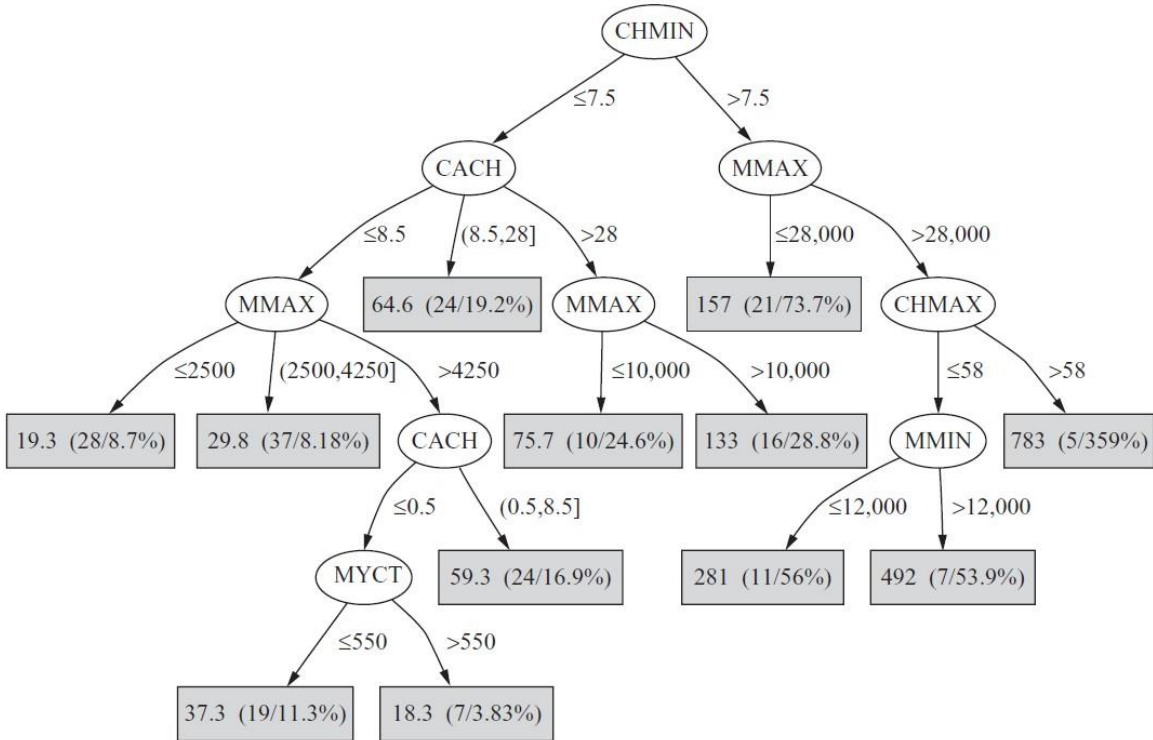 CHMIN
≤7.5 >7.5
CACH MMAX
≤8.5 (8.5,28] >28 ≤28,000 >28,000
MMAX 64.6 (24/19.2%) MMAX 157 (21/73.7%) CHMAX
≤2500 (2500,4250] >4250 ≤10,000 >10,000 ≤58 >58
19.3 (28/8.7%) 29.8 (37/8.18%) CACH 75.7 (10/24.6%) 133 (16/28.8%) MMIN 783 (5/359%)
≤0.5 (0.5,8.5] ≤12,000 >12,000
MYCT 59.3 (24/16.9%) 281 (11/56%) 492 (7/53.9%)
≤550 >550
37.3 (19/11.3%) 18.3 (7/3.83%)